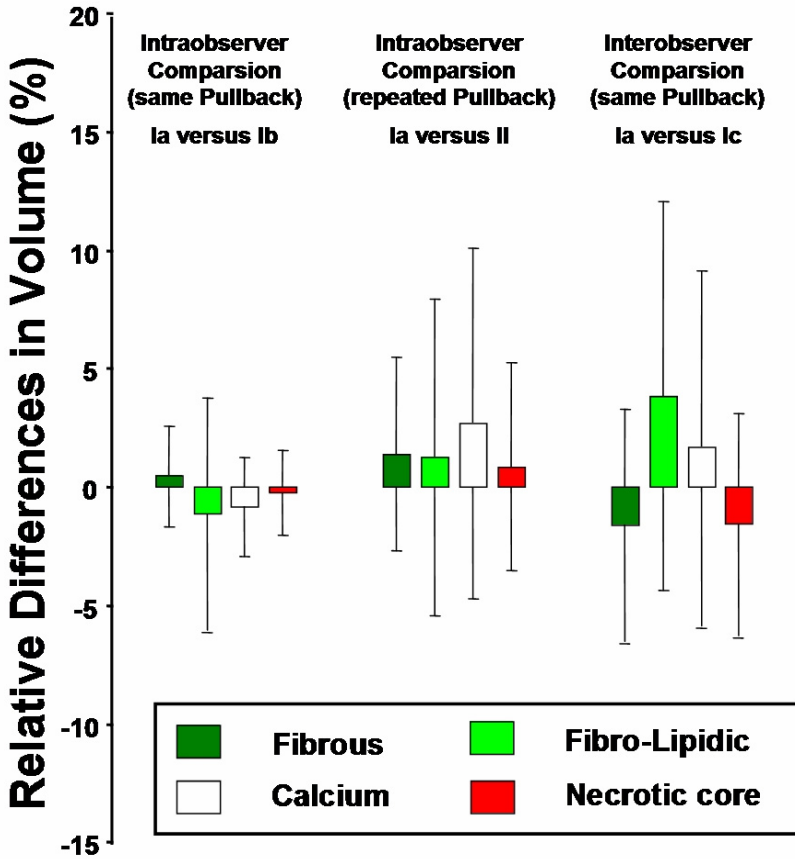 Relative Differences in Volume (%)
20
15
10
5
0
-5
-10
-15
Intraobserver
Comparsion
(same Pullback)
Ia versus Ib
Intraobserver
Comparsion
(repeated Pullback)
Ia versus II
Interobserver
Comparsion
(same Pullback)
Ia versus Ic
Fibrous
Fibro-Lipidic
Calcium
Necrotic core